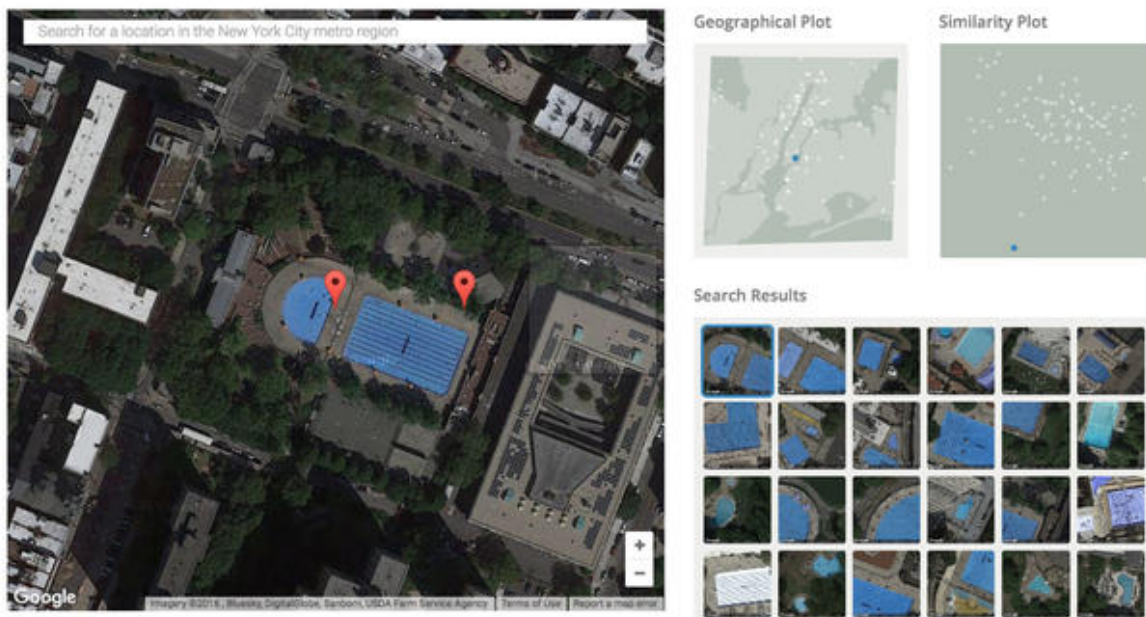 Search for a location in the New York City metro region
Geographical Plot
Similarity Plot
Search Results
+
−
Google
Imagery ©2016, Bluesky, DigitalGlobe, Sanborn, USDA Farm Service Agency
Terms of Use
Report a map error